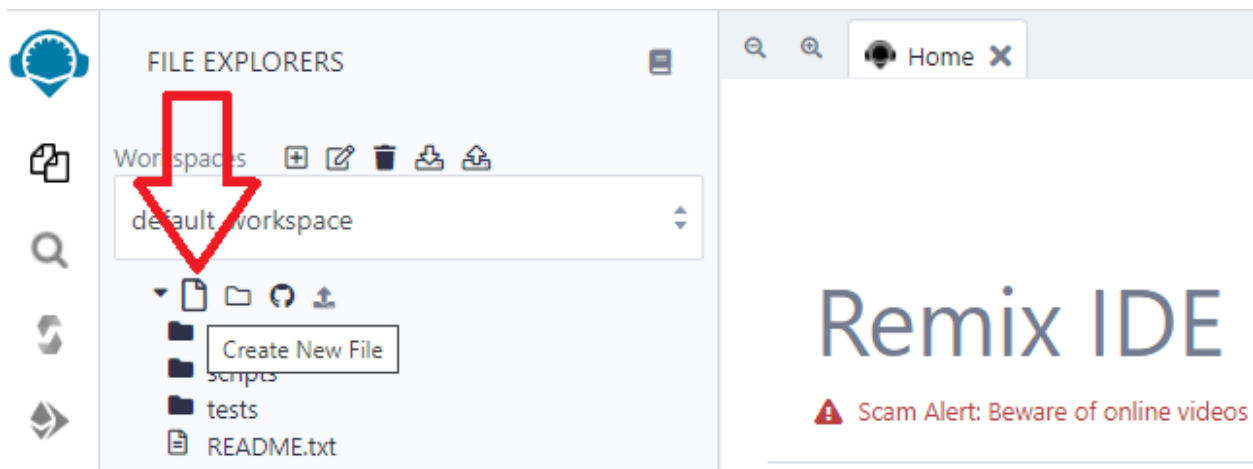 FILE EXPLORERS
Home
Workspaces
default_workspace
Create New File
scripts
tests
README.txt
Remix IDE
Scam Alert: Beware of online videos